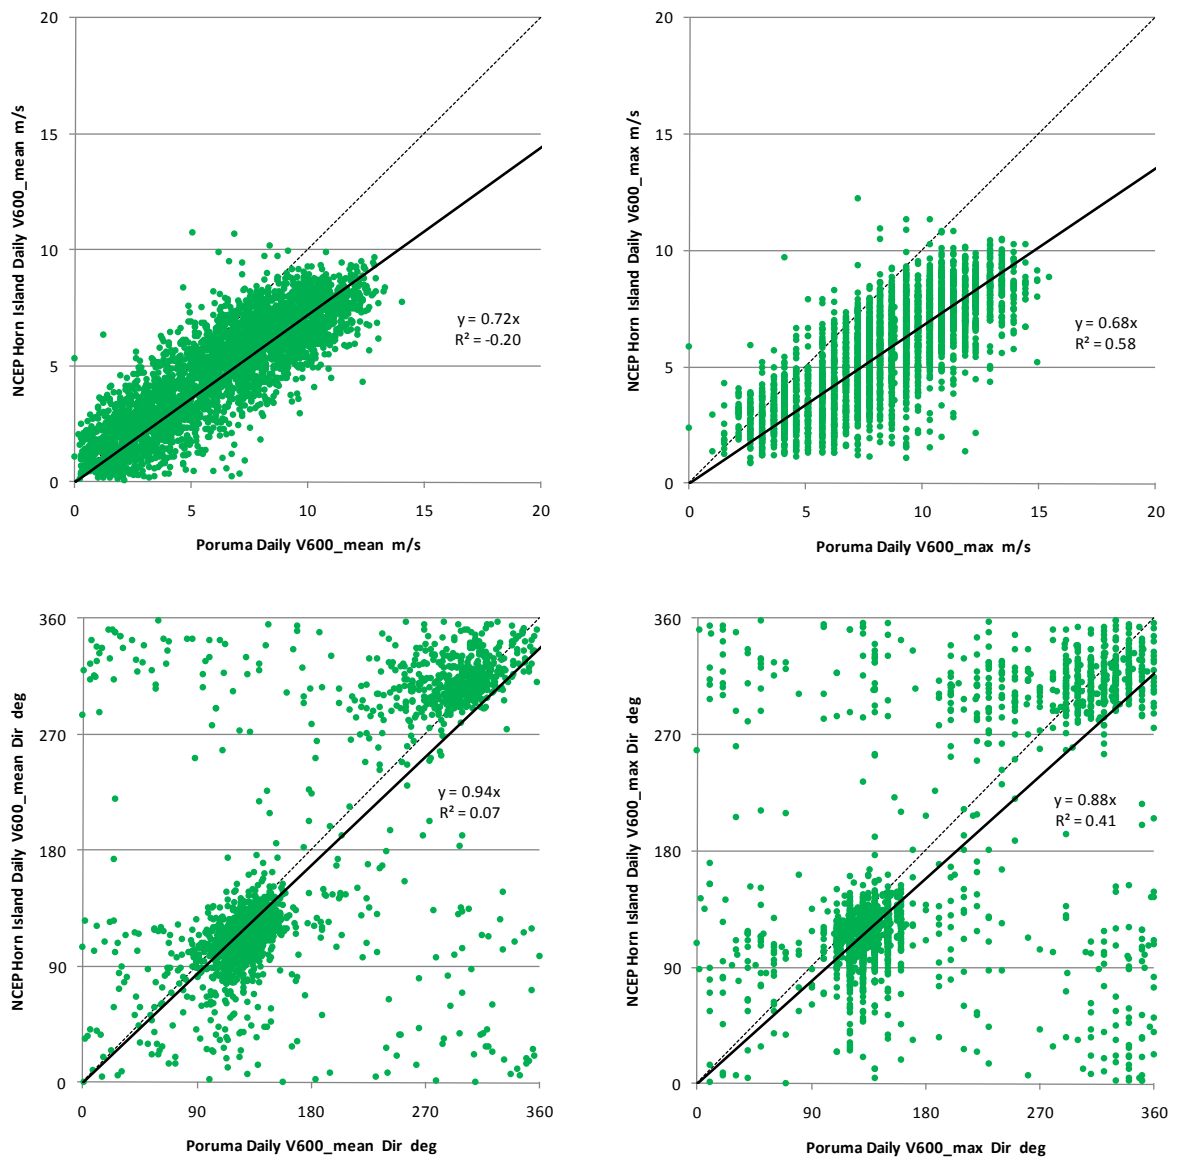 20
15
10
5
0
0
5
10
15
20
NCEP Horn Island Daily V600_mean m/s
Poruma Daily V600_mean m/s
y = 0.72x
R² = -0.20
20
15
10
5
0
0
5
10
15
20
NCEP Horn Island Daily V600_max m/s
Poruma Daily V600_max m/s
y = 0.68x
R² = 0.58
360
270
180
90
0
0
90
180
270
360
NCEP Horn Island Daily V600_mean Dir deg
Poruma Daily V600_mean Dir deg
y = 0.94x
R² = 0.07
360
270
180
90
0
0
90
180
270
360
NCEP Horn Island Daily V600_max Dir deg
Poruma Daily V600_max Dir deg
y = 0.88x
R² = 0.41